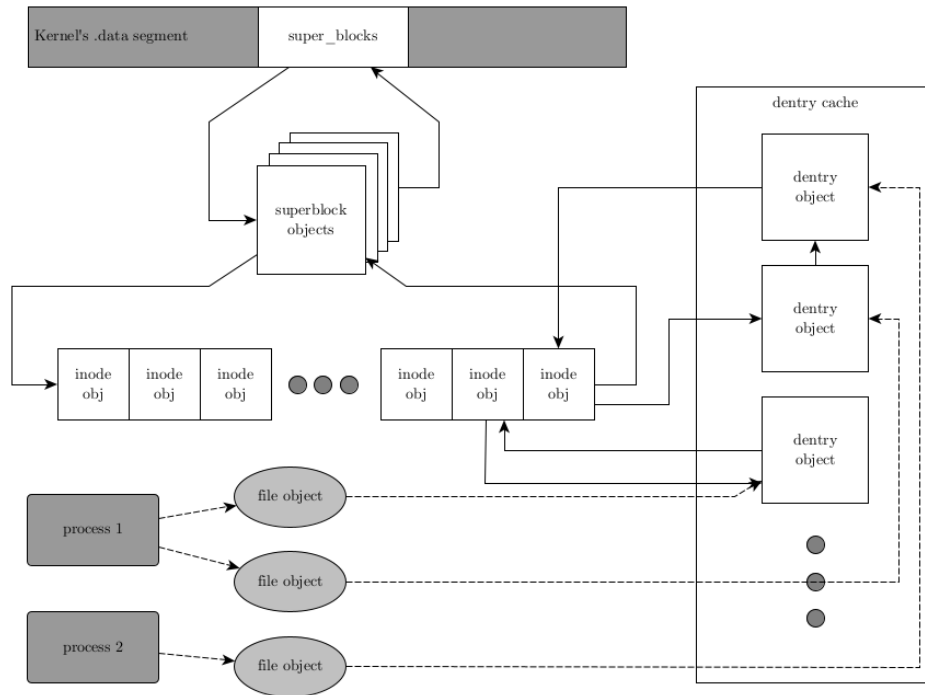 Kernel's .data segment
super_blocks
dentry cache
dentry
object
superblock
objects
dentry
object
inode
obj
inode
obj
inode
obj
inode
obj
inode
obj
inode
obj
dentry
object
file object
process 1
file object
process 2
file object